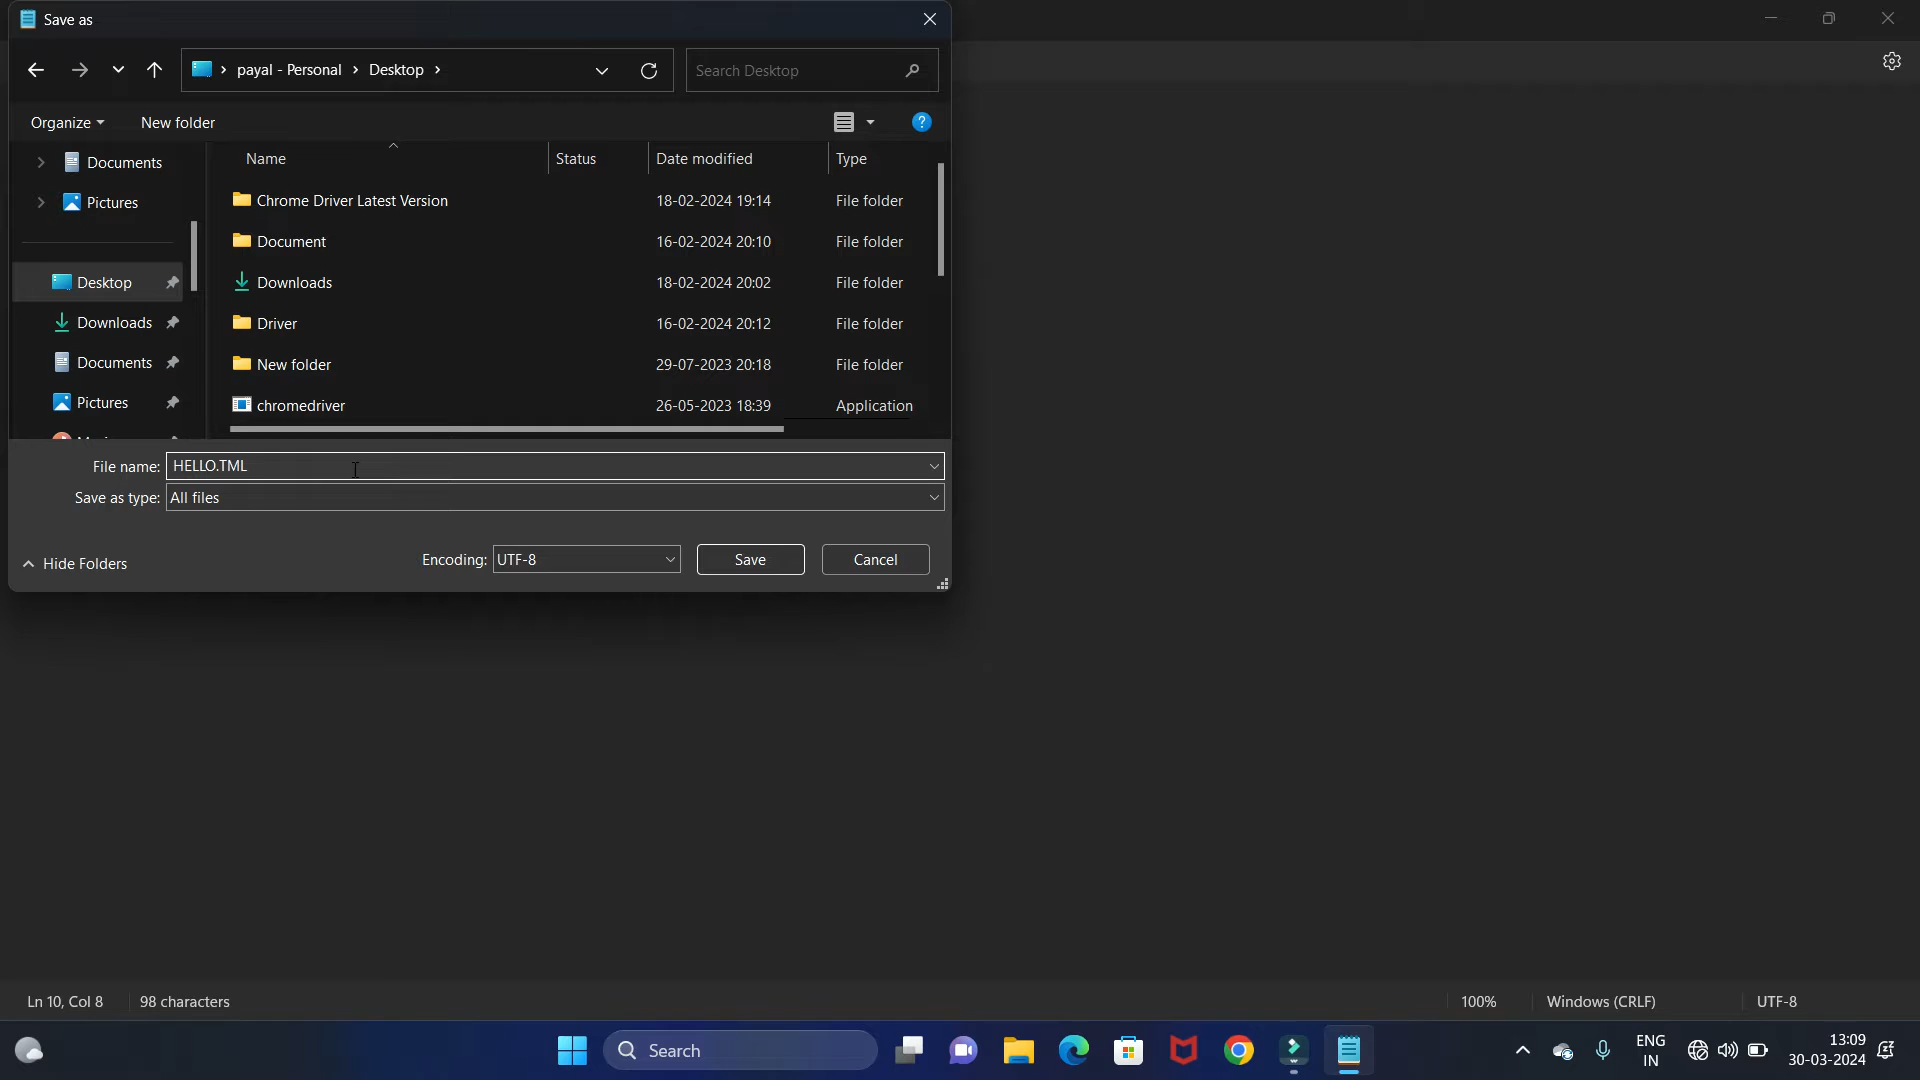 Save as
payal - Personal > Desktop >
Search Desktop
Organize
New folder
Documents
Pictures
Desktop
Downloads
Documents
Pictures
Name Status Date modified Type
Chrome Driver Latest Version 18-02-2024 19:14 File folder
Document 16-02-2024 20:10 File folder
Downloads 18-02-2024 20:02 File folder
Driver 16-02-2024 20:12 File folder
New folder 29-07-2023 20:18 File folder
chromedriver 26-05-2023 18:39 Application
File name: HELLO.TML
Save as type: All files
Hide Folders
Encoding: UTF-8
Save
Cancel
Ln 10, Col 8 98 characters 100% Windows (CRLF) UTF-8
Search
ENG
IN
13:09
30-03-2024